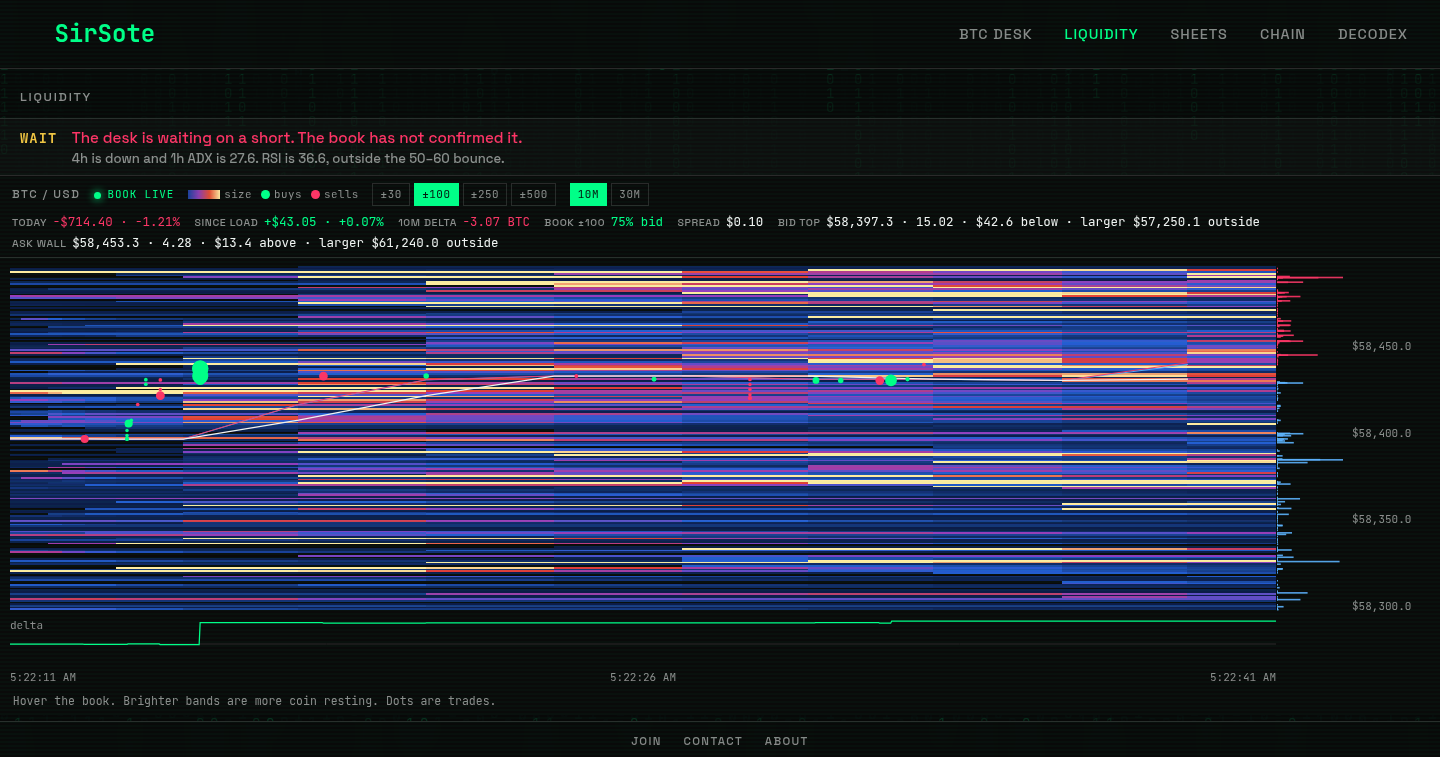 SirSote
BTC DESK LIQUIDITY SHEETS CHAIN DECODEX
LIQUIDITY
WAIT The desk is waiting on a short. The book has not confirmed it.
4h is down and 1h ADX is 27.6. RSI is 36.6, outside the 50–60 bounce.
BTC / USD BOOK LIVE size buys sells ±30 ±100 ±250 ±500 10M 30M
TODAY -$714.40 · -1.21% SINCE LOAD +$43.05 · +0.07% 10M DELTA -3.07 BTC BOOK ±100 75% bid SPREAD $0.10 BID TOP $58,397.3 · 15.02 · $42.6 below · larger $57,250.1 outside
ASK WALL $58,453.3 · 4.28 · $13.4 above · larger $61,240.0 outside
$58,450.0
$58,400.0
$58,350.0
$58,300.0
delta
5:22:11 AM 5:22:26 AM 5:22:41 AM
Hover the book. Brighter bands are more coin resting. Dots are trades.
JOIN CONTACT ABOUT